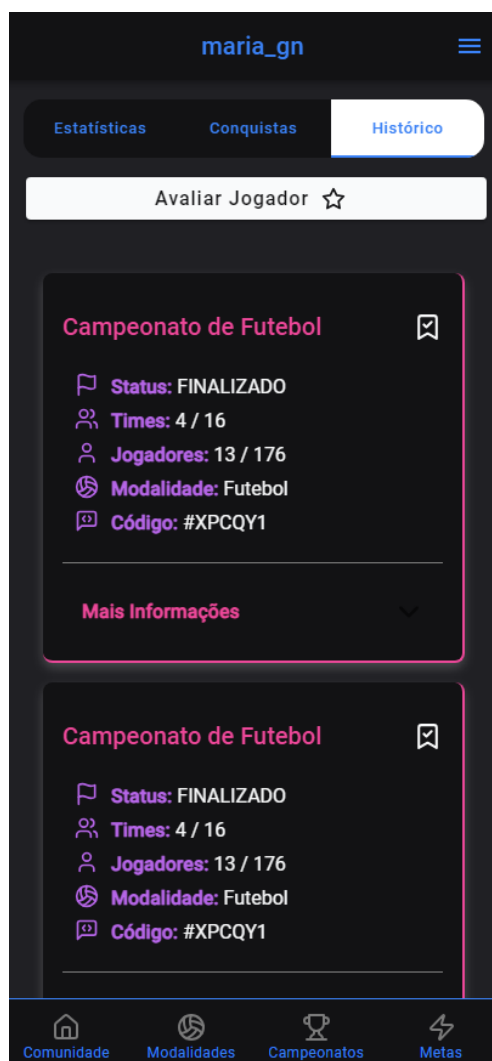 maria_gn
Estatísticas Conquistas Histórico
Avaliar Jogador
Campeonato de Futebol
Status: FINALIZADO
Times: 4 / 16
Jogadores: 13 / 176
Modalidade: Futebol
Código: #XPCQY1
Mais Informações
Campeonato de Futebol
Status: FINALIZADO
Times: 4 / 16
Jogadores: 13 / 176
Modalidade: Futebol
Código: #XPCQY1
Comunidade Modalidades Campeonatos Metas